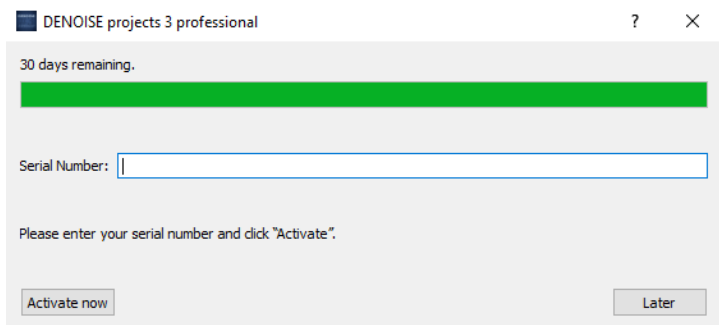 DENOISE projects 3 professional ?
30 days remaining.
Serial Number:
Please enter your serial number and click “Activate”.
Activate now Later